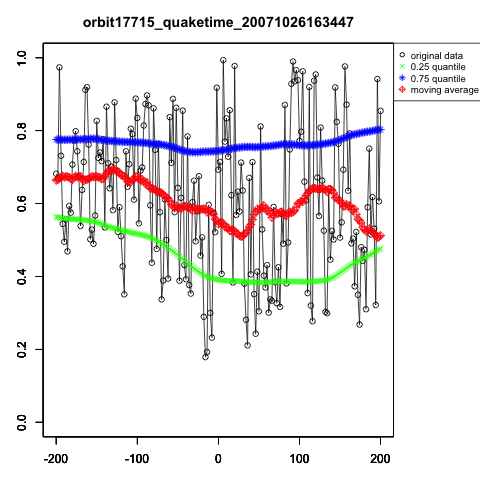 orbit17715_quaketime_20071026163447
original data
0.25 quantile
0.75 quantile
moving average
1.0
0.8
0.6
0.4
0.2
0.0
-200 -100 0 100 200